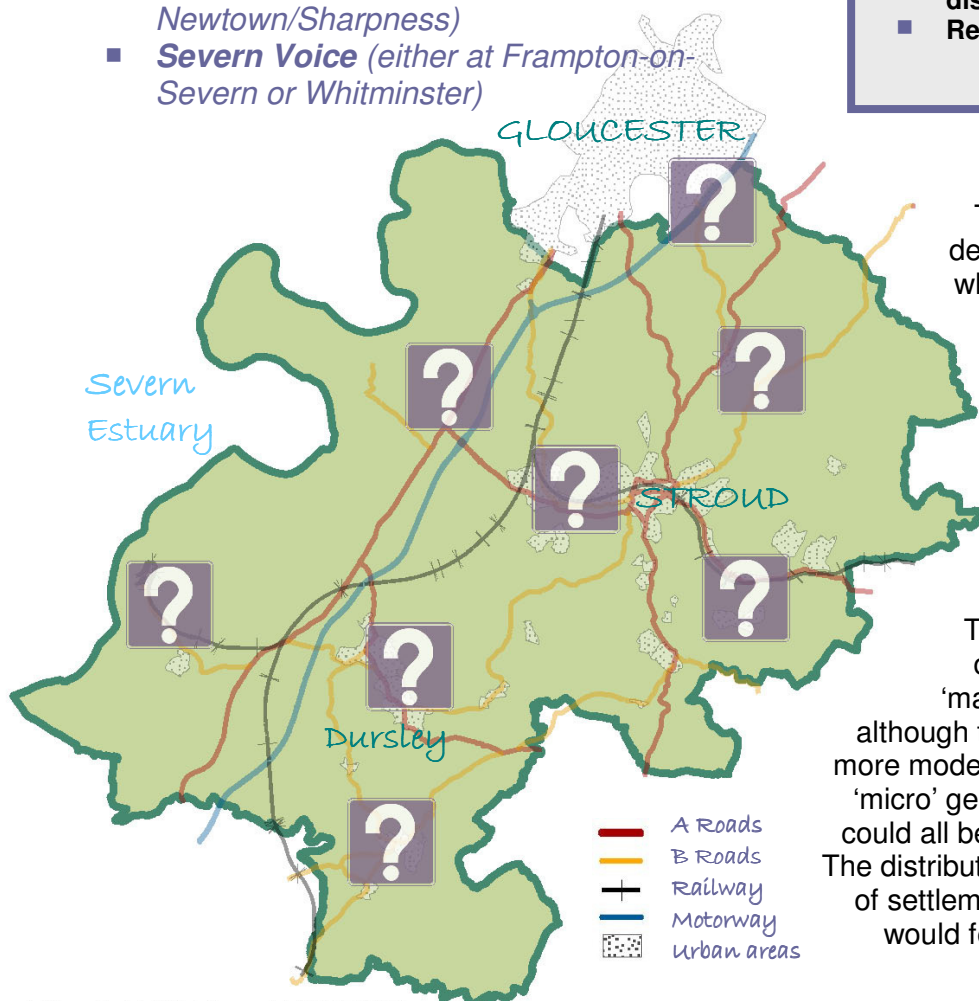 Newtown/Sharpness)
▪ Severn Voice (either at Frampton-on-
Severn or Whitminster)
▪ Re
GLOUCESTER
?
?
?
Severn
Estuary
?
STROUD
?
?
?
Dursley
?
A Roads
B Roads
Railway
Motorway
Urban areas
T
de
wh
T
'ma
although
more mode
'micro' ge
could all be
The distribut
of settlem
would f